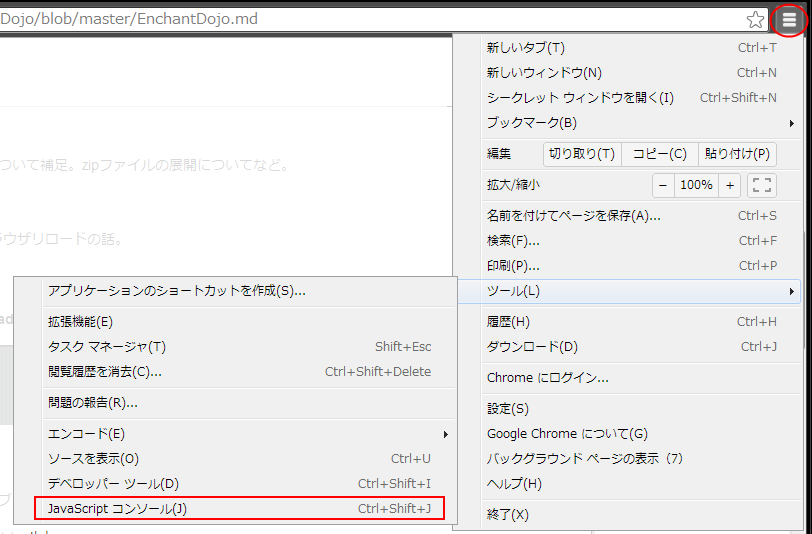 Dojo/blob/master/EnchantDojo.md
新しいタブ(T) Ctrl+T
新しいウィンドウ(N) Ctrl+N
シークレット ウィンドウを開く(I) Ctrl+Shift+N
ブックマーク(B)
編集 切り取り(T) コピー(C) 貼り付け(P)
拡大/縮小 − 100% +
名前を付けてページを保存(A)... Ctrl+S
検索(F)... Ctrl+F
印刷(P)... Ctrl+P
ツール(L)
履歴(H) Ctrl+H
ダウンロード(D) Ctrl+J
Chrome にログイン...
設定(S)
Google Chrome について(G)
バックグラウンド ページの表示（7）
ヘルプ(H)
終了(X)
ついて補足。zipファイルの展開についてなど。
ラウザリロードの話。
アプリケーションのショートカットを作成(S)...
拡張機能(E)
タスク マネージャ(T) Shift+Esc
閲覧履歴を消去(C)... Ctrl+Shift+Delete
問題の報告(R)...
エンコード(E)
ソースを表示(O) Ctrl+U
デベロッパー ツール(D) Ctrl+Shift+I
JavaScript コンソール(J) Ctrl+Shift+J
ad